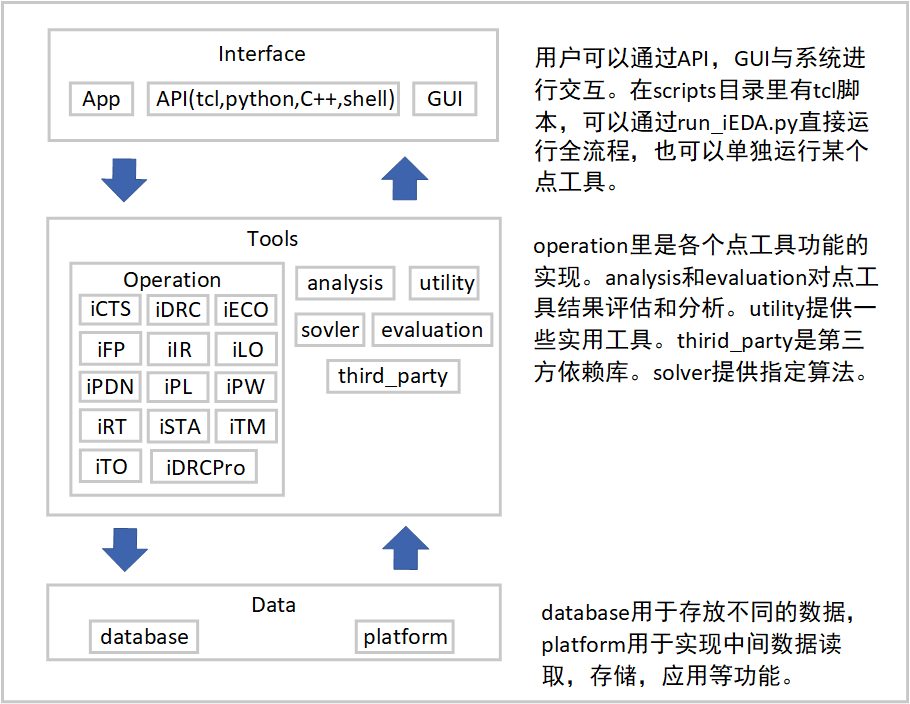 Interface
App
API(tcl,python,C++,shell)
GUI
用户可以通过API，GUI与系统进
行交互。在scripts目录里有tcl脚
本，可以通过run_iEDA.py直接运
行全流程，也可以单独运行某个
点工具。
Tools
Operation
iCTS
iDRC
iECO
iFP
iIR
iLO
iPDN
iPL
iPW
iRT
iSTA
iTM
iTO
iDRCPro
analysis
utility
sovler
evaluation
third_party
operation里是各个点工具功能的
实现。analysis和evaluation对点工
具结果评估和分析。utility提供一
些实用工具。thirid_party是第三
方依赖库。solver提供指定算法。
Data
database
platform
database用于存放不同的数据，
platform用于实现中间数据读
取，存储，应用等功能。